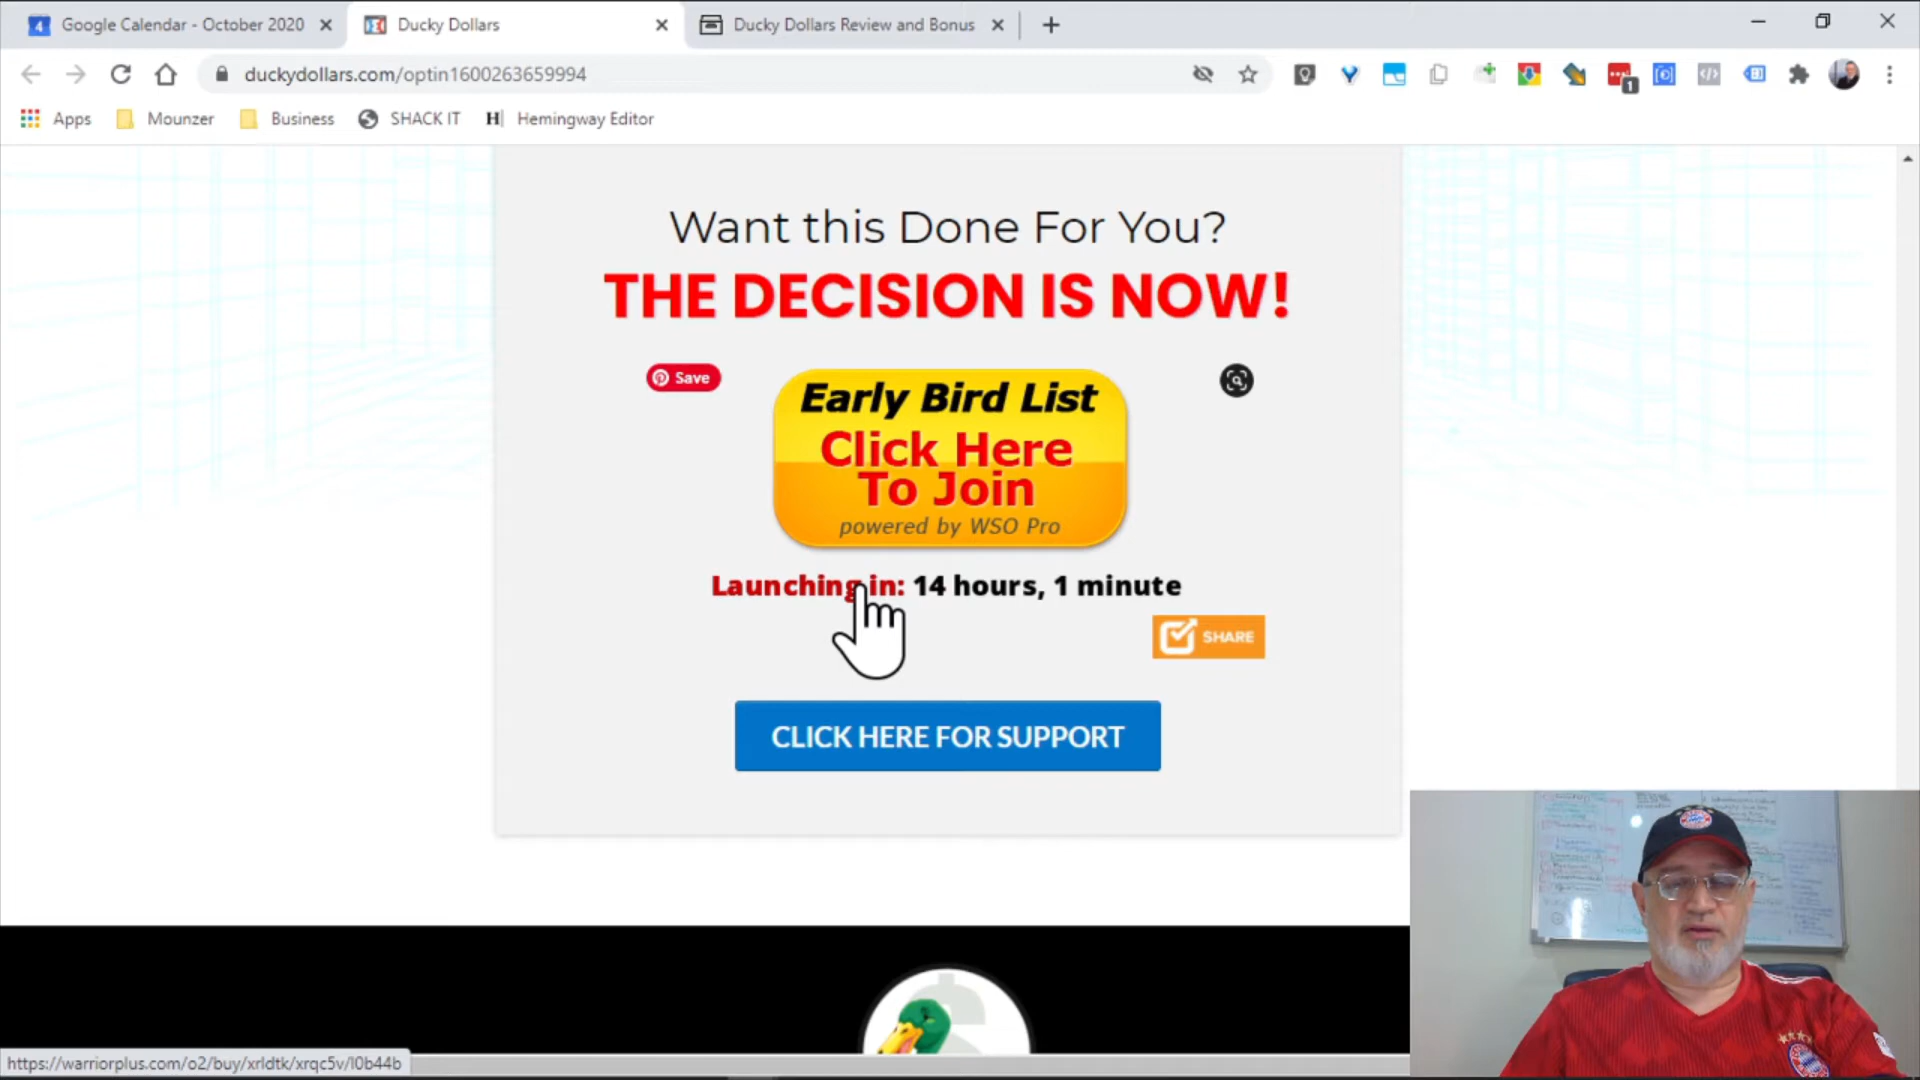 4 Google Calendar - October 2020
Ducky Dollars
Ducky Dollars Review and Bonus
duckydollars.com/optin1600263659994
1
Apps
Mounzer
Business
SHACK IT
H Hemingway Editor
Want this Done For You?
THE DECISION IS NOW!
Save
Early Bird List
Click Here
To Join
powered by WSO Pro
Launching in: 14 hours, 1 minute
SHARE
CLICK HERE FOR SUPPORT
https://warriorplus.com/o2/buy/xrldtk/xrqc5v/l0b44b